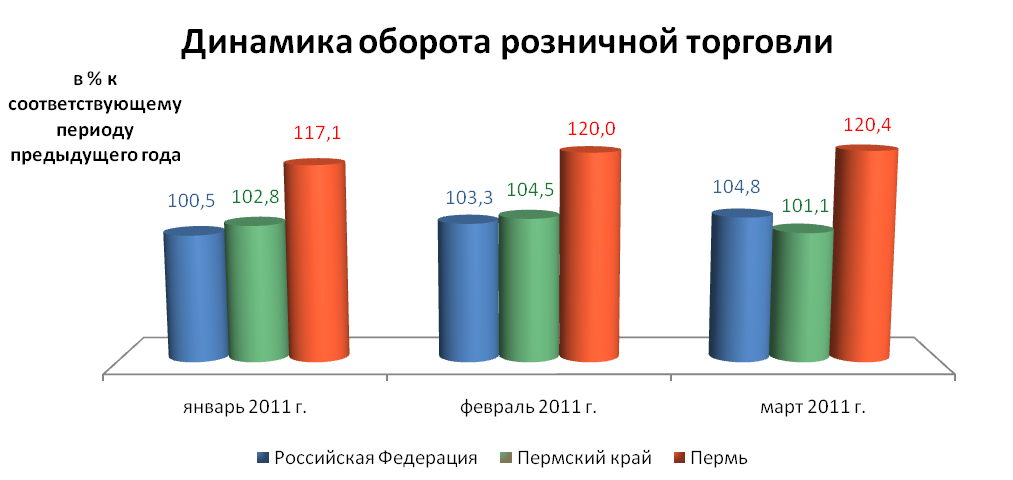 Динамика оборота розничной торговли
в % к
соответствующему
периоду
предыдущего года
100,5
102,8
117,1
103,3
104,5
120,0
104,8
101,1
120,4
январь 2011 г.
февраль 2011 г.
март 2011 г.
Российская Федерация
Пермский край
Пермь